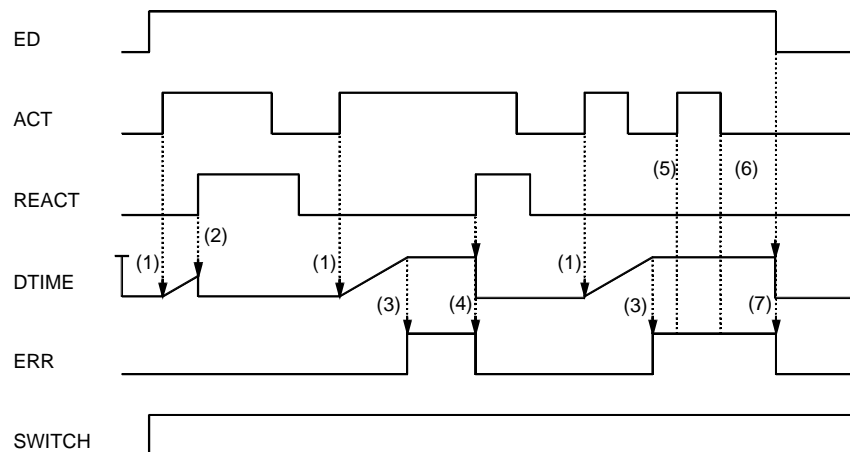 ED
ACT
(5) (6)
REACT
(2)
(1) (1) (1)
DTIME
(3) (4) (3) (7)
ERR
SWITCH